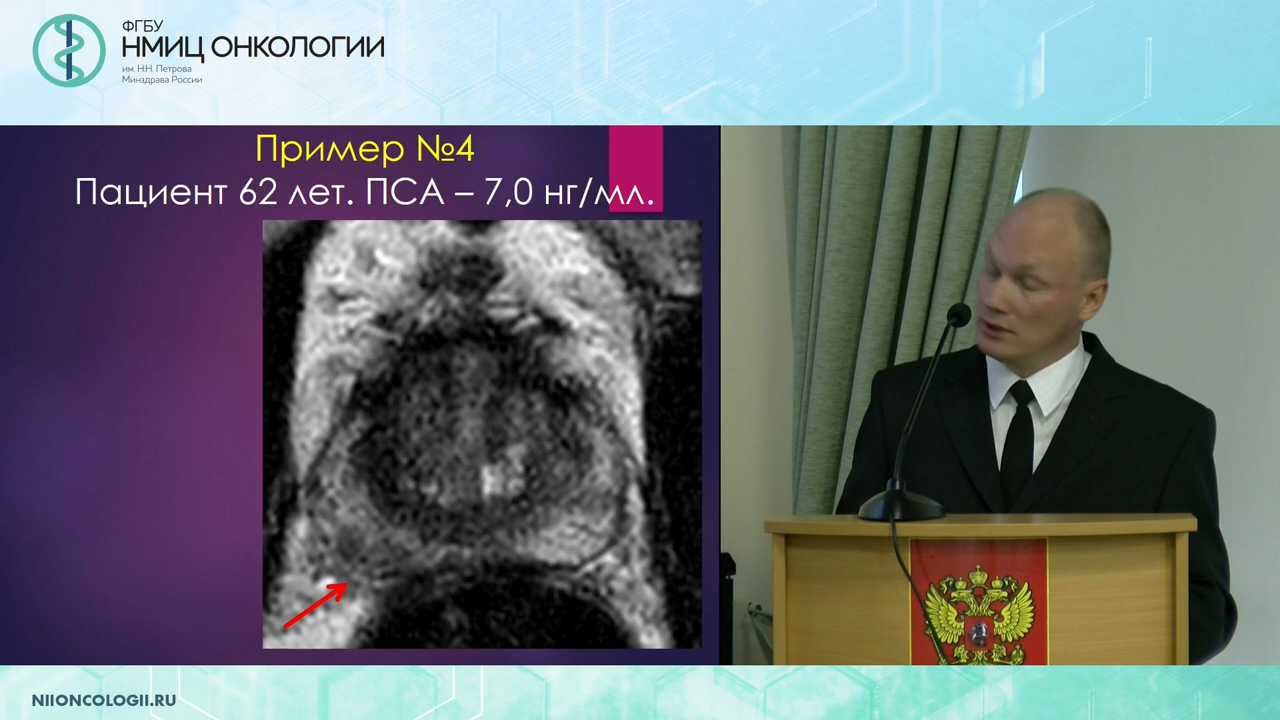 ФГБУ
НМИЦ ОНКОЛОГИИ
им. Н.Н. Петрова
Минздрава России
Пример №4
Пациент 62 лет. ПСА – 7,0 нг/мл.
NIIONCOLOGII.RU